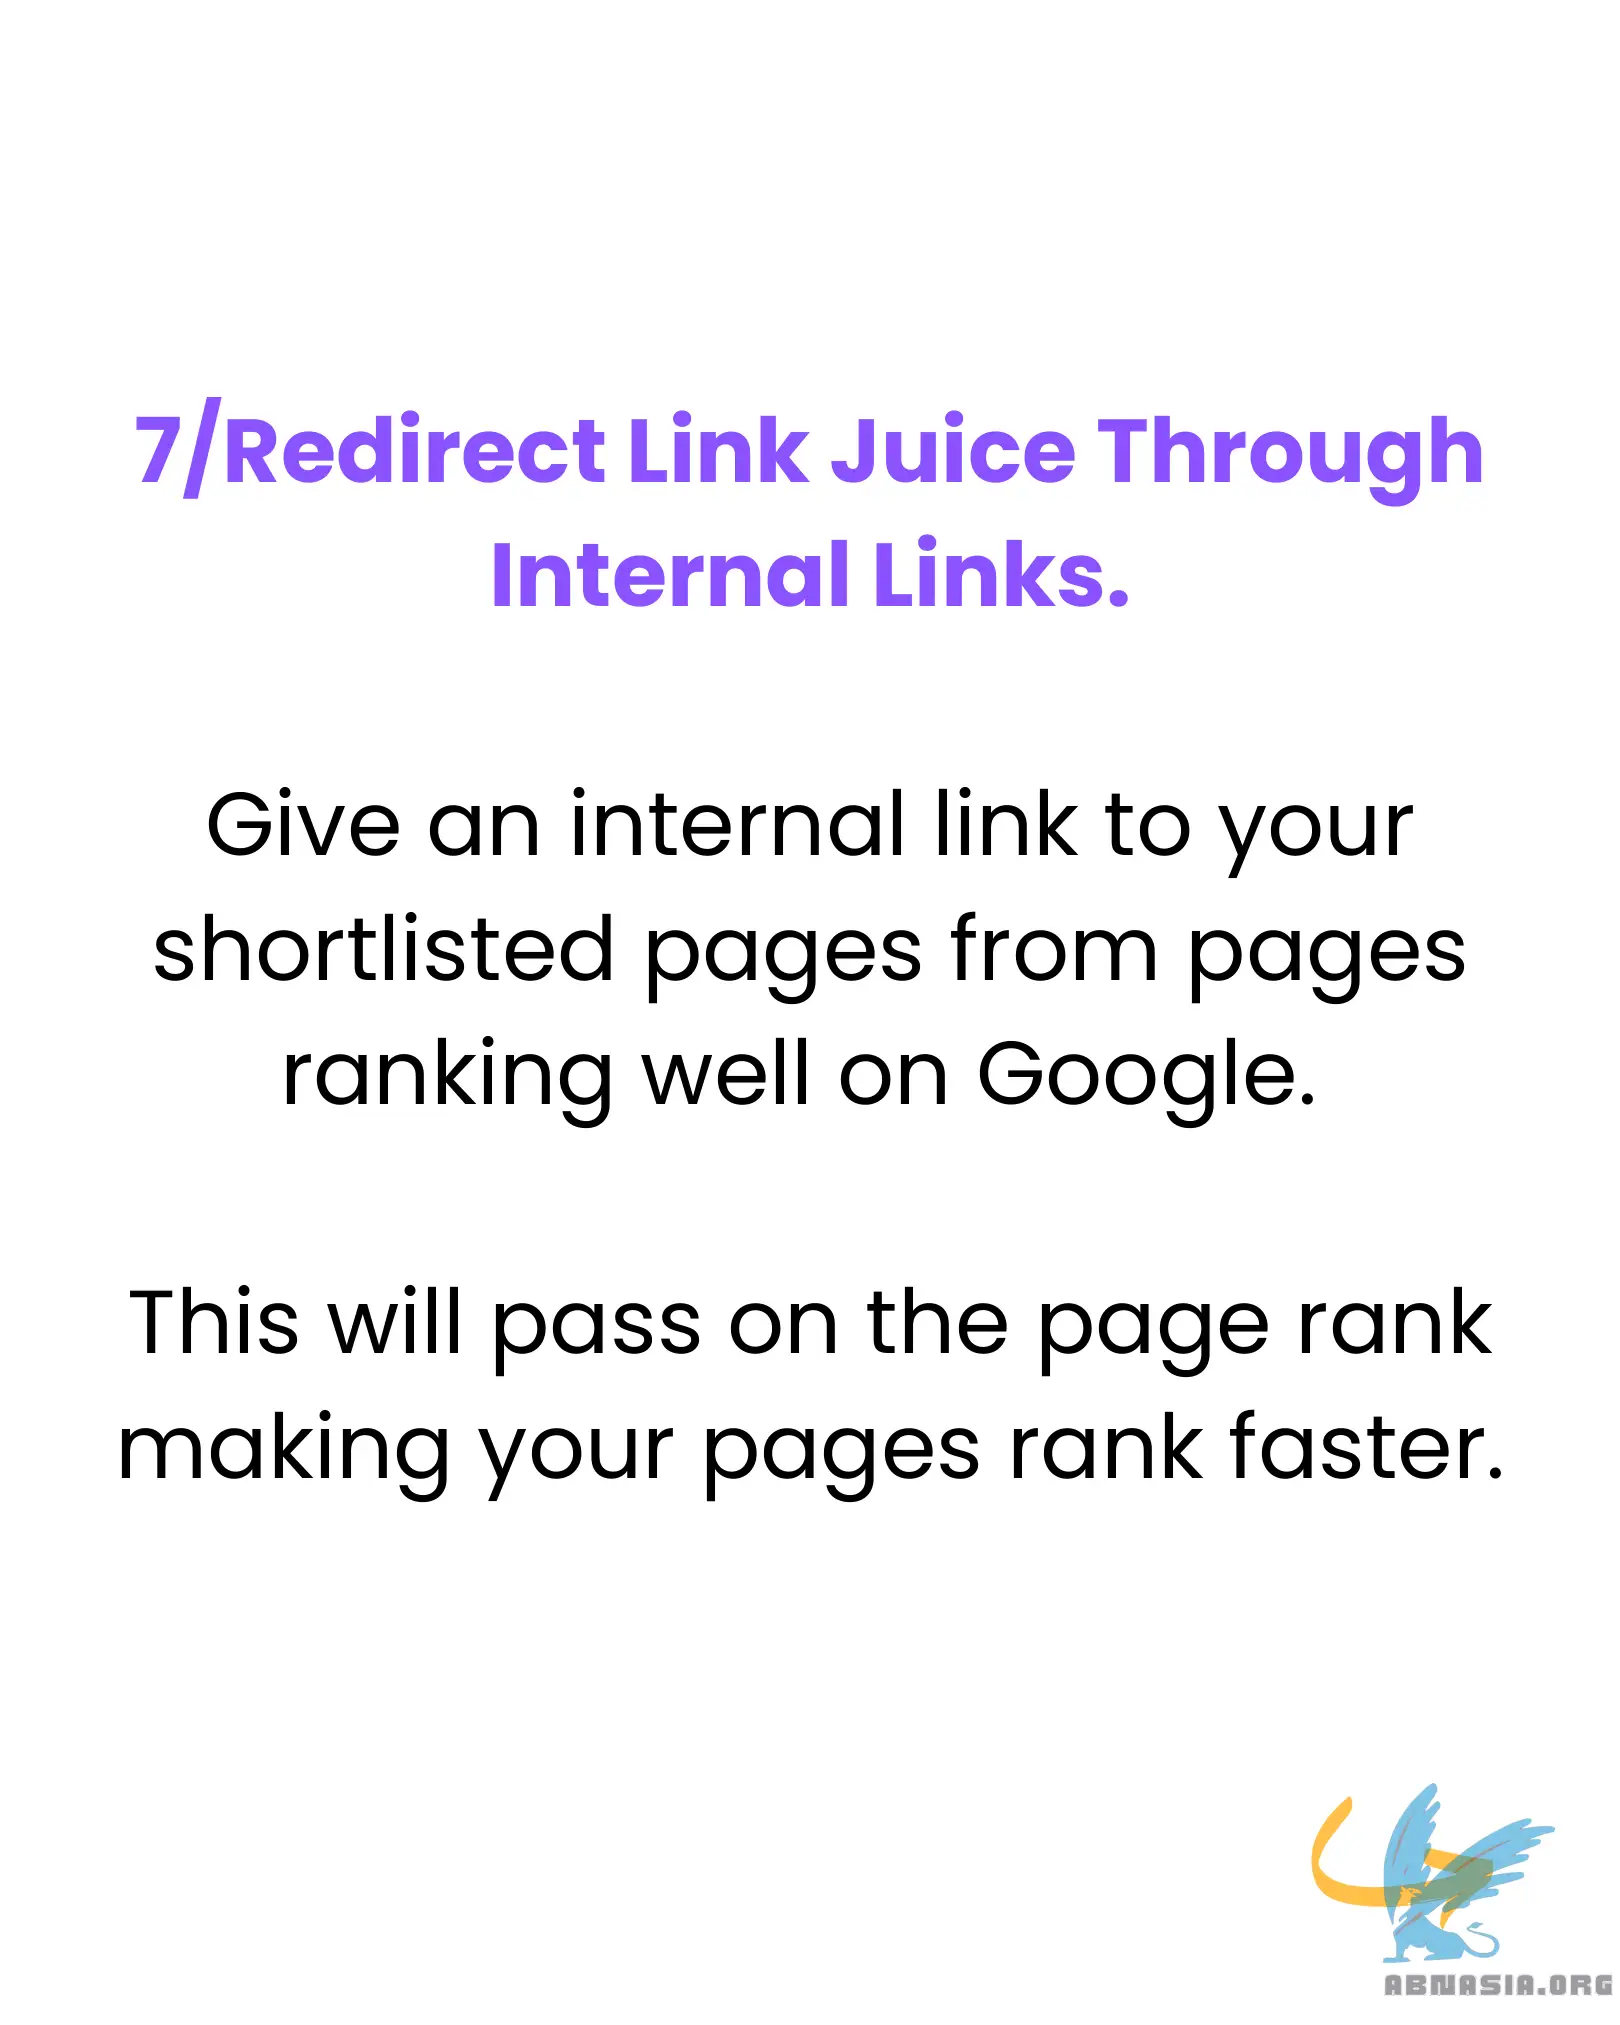 7/Redirect Link Juice Through
Internal Links.
Give an internal link to your
shortlisted pages from pages
ranking well on Google.
This will pass on the page rank
making your pages rank faster.
ABNASIA.ORG